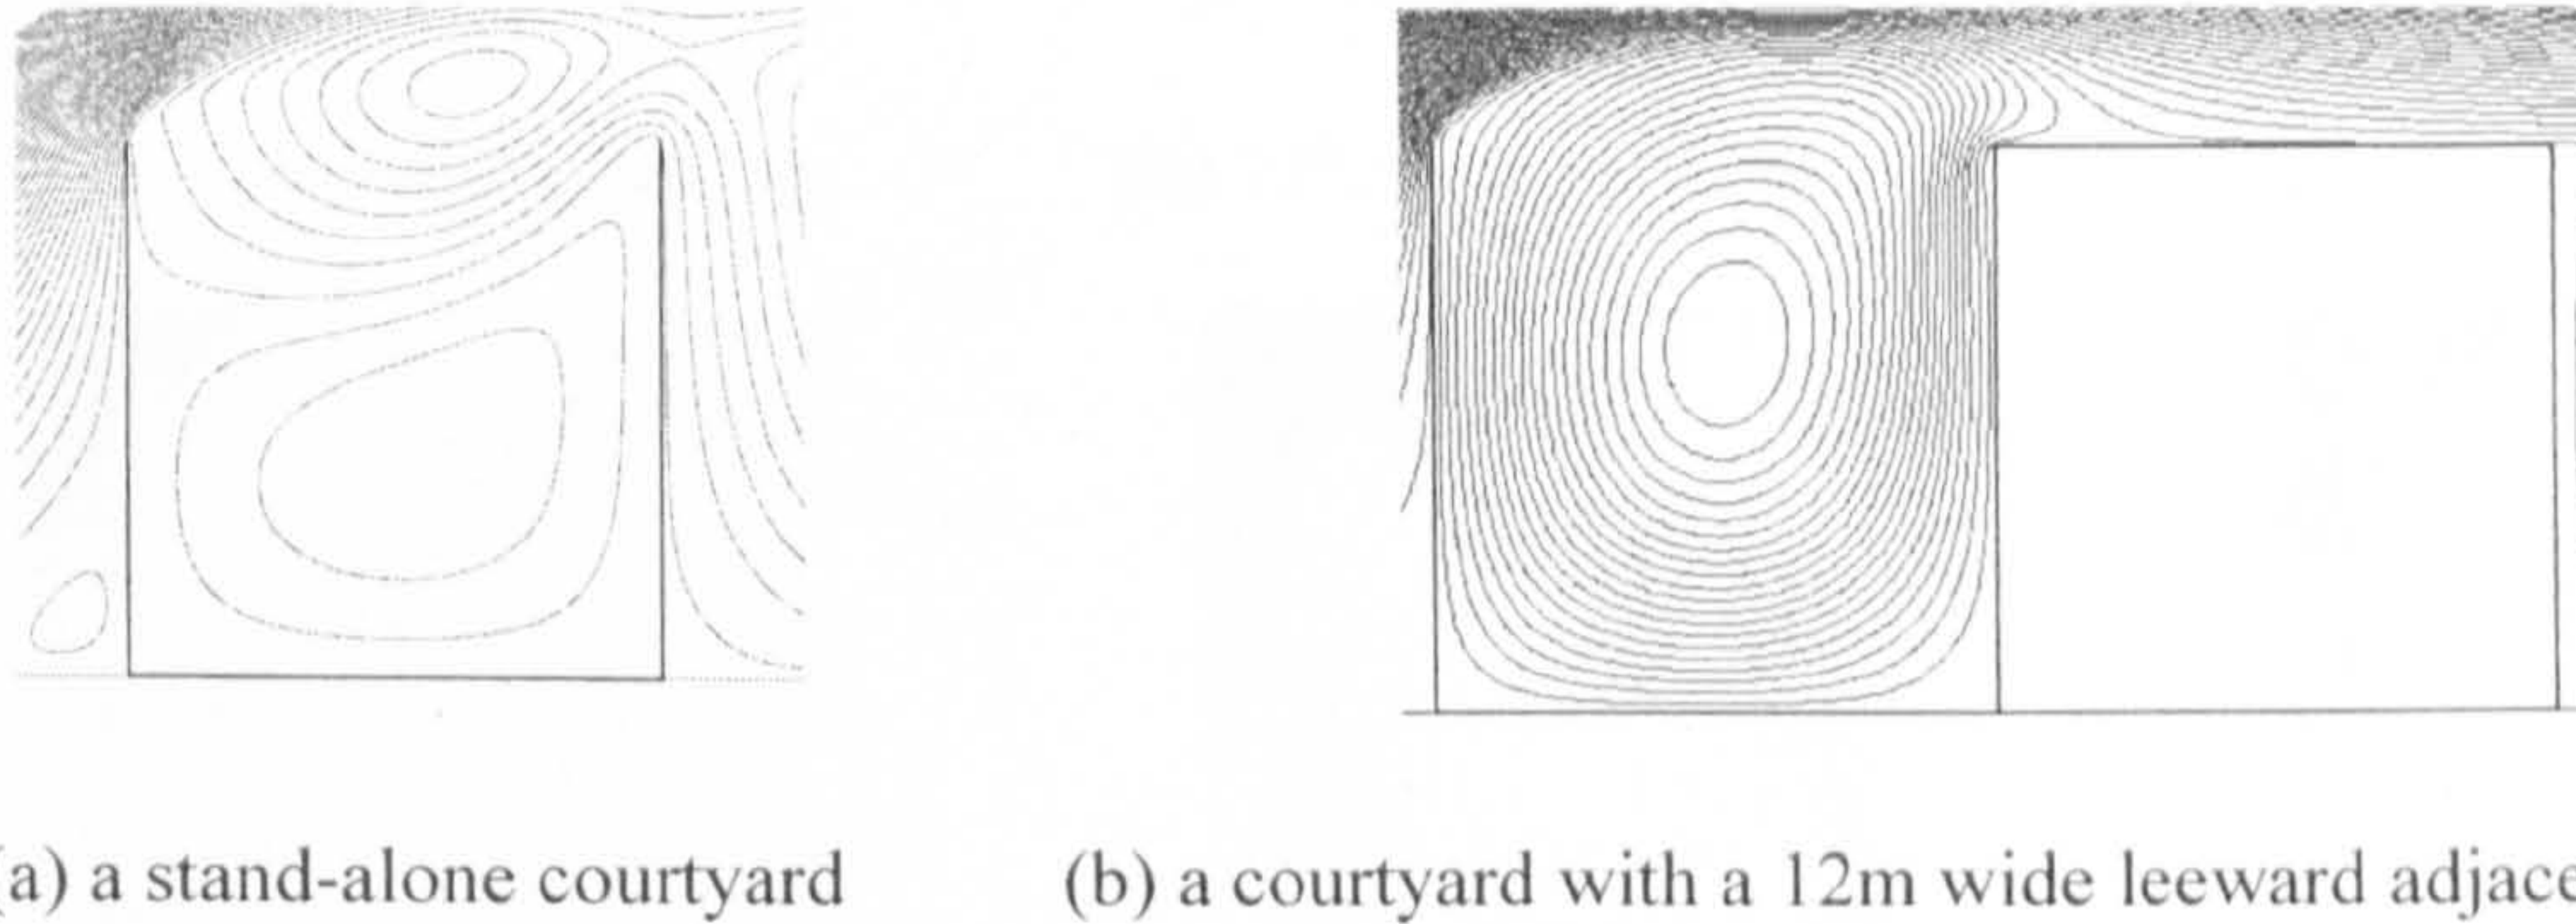 (a) a stand-alone courtyard
(b) a courtyard with a 12m wide leeward adjace